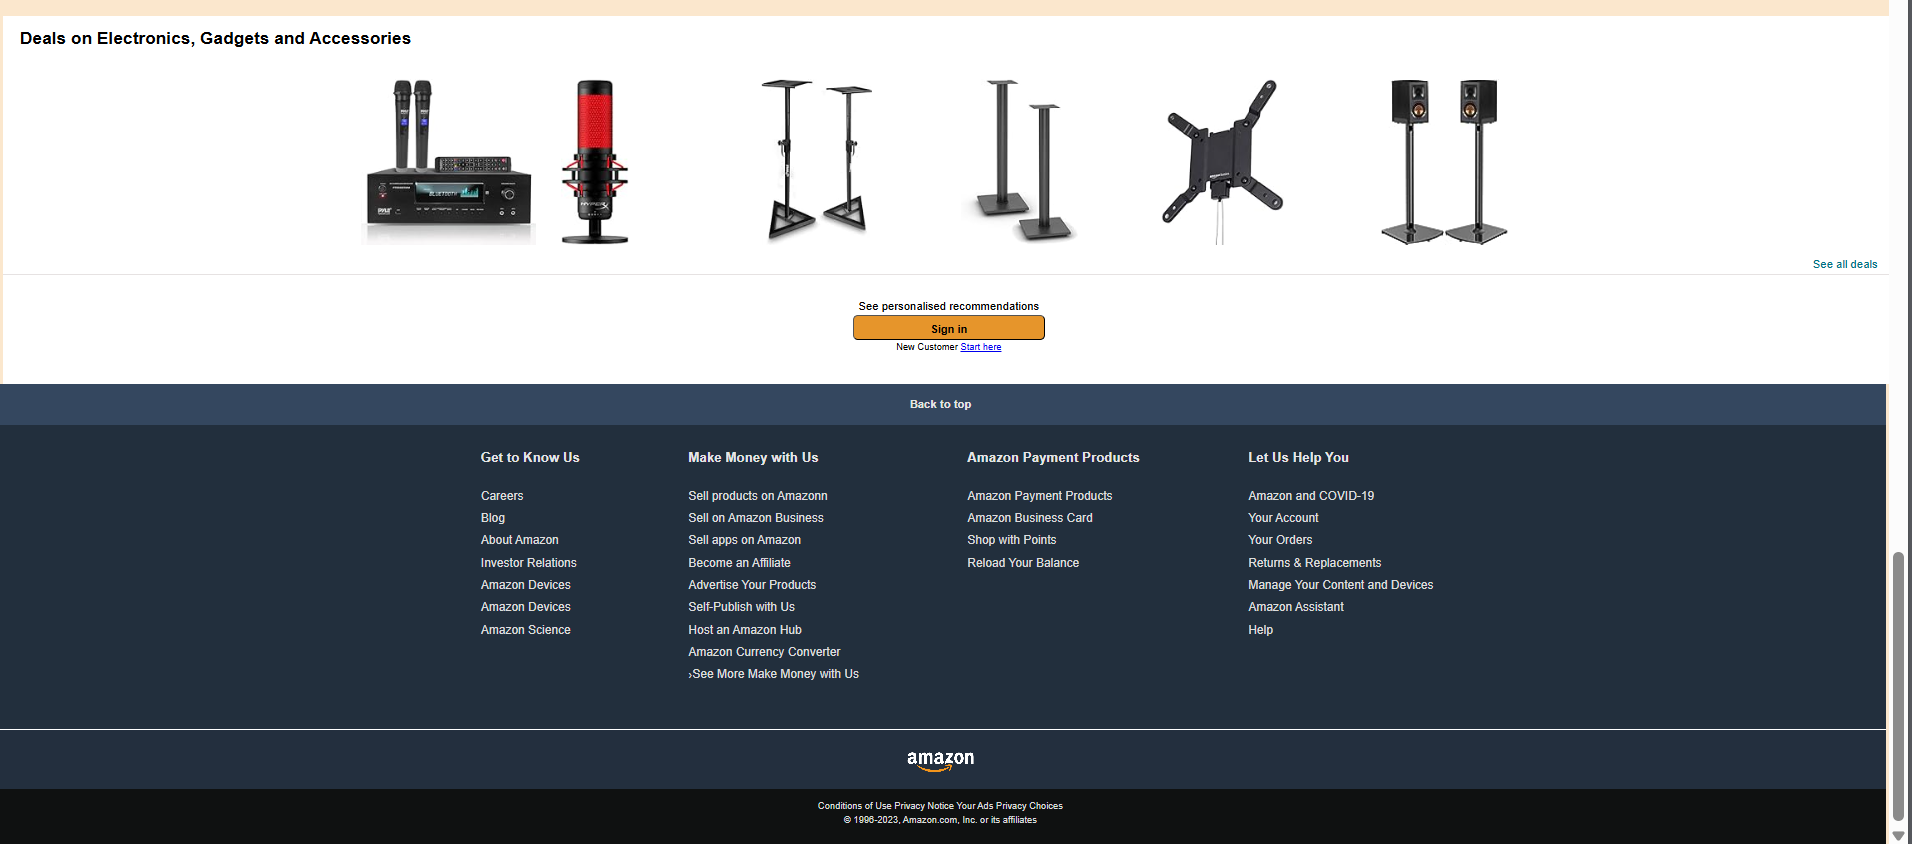 Deals on Electronics, Gadgets and Accessories
BLUETOOTH
PYLE
HYPERX
See all deals
See personalised recommendations
Sign in
New Customer Start here
Back to top
Get to Know Us
Careers
Blog
About Amazon
Investor Relations
Amazon Devices
Amazon Devices
Amazon Science
Make Money with Us
Sell products on Amazonn
Sell on Amazon Business
Sell apps on Amazon
Become an Affiliate
Advertise Your Products
Self-Publish with Us
Host an Amazon Hub
Amazon Currency Converter
›See More Make Money with Us
Amazon Payment Products
Amazon Payment Products
Amazon Business Card
Shop with Points
Reload Your Balance
Let Us Help You
Amazon and COVID-19
Your Account
Your Orders
Returns & Replacements
Manage Your Content and Devices
Amazon Assistant
Help
amazon
Conditions of Use Privacy Notice Your Ads Privacy Choices
© 1996-2023, Amazon.com, Inc. or its affiliates